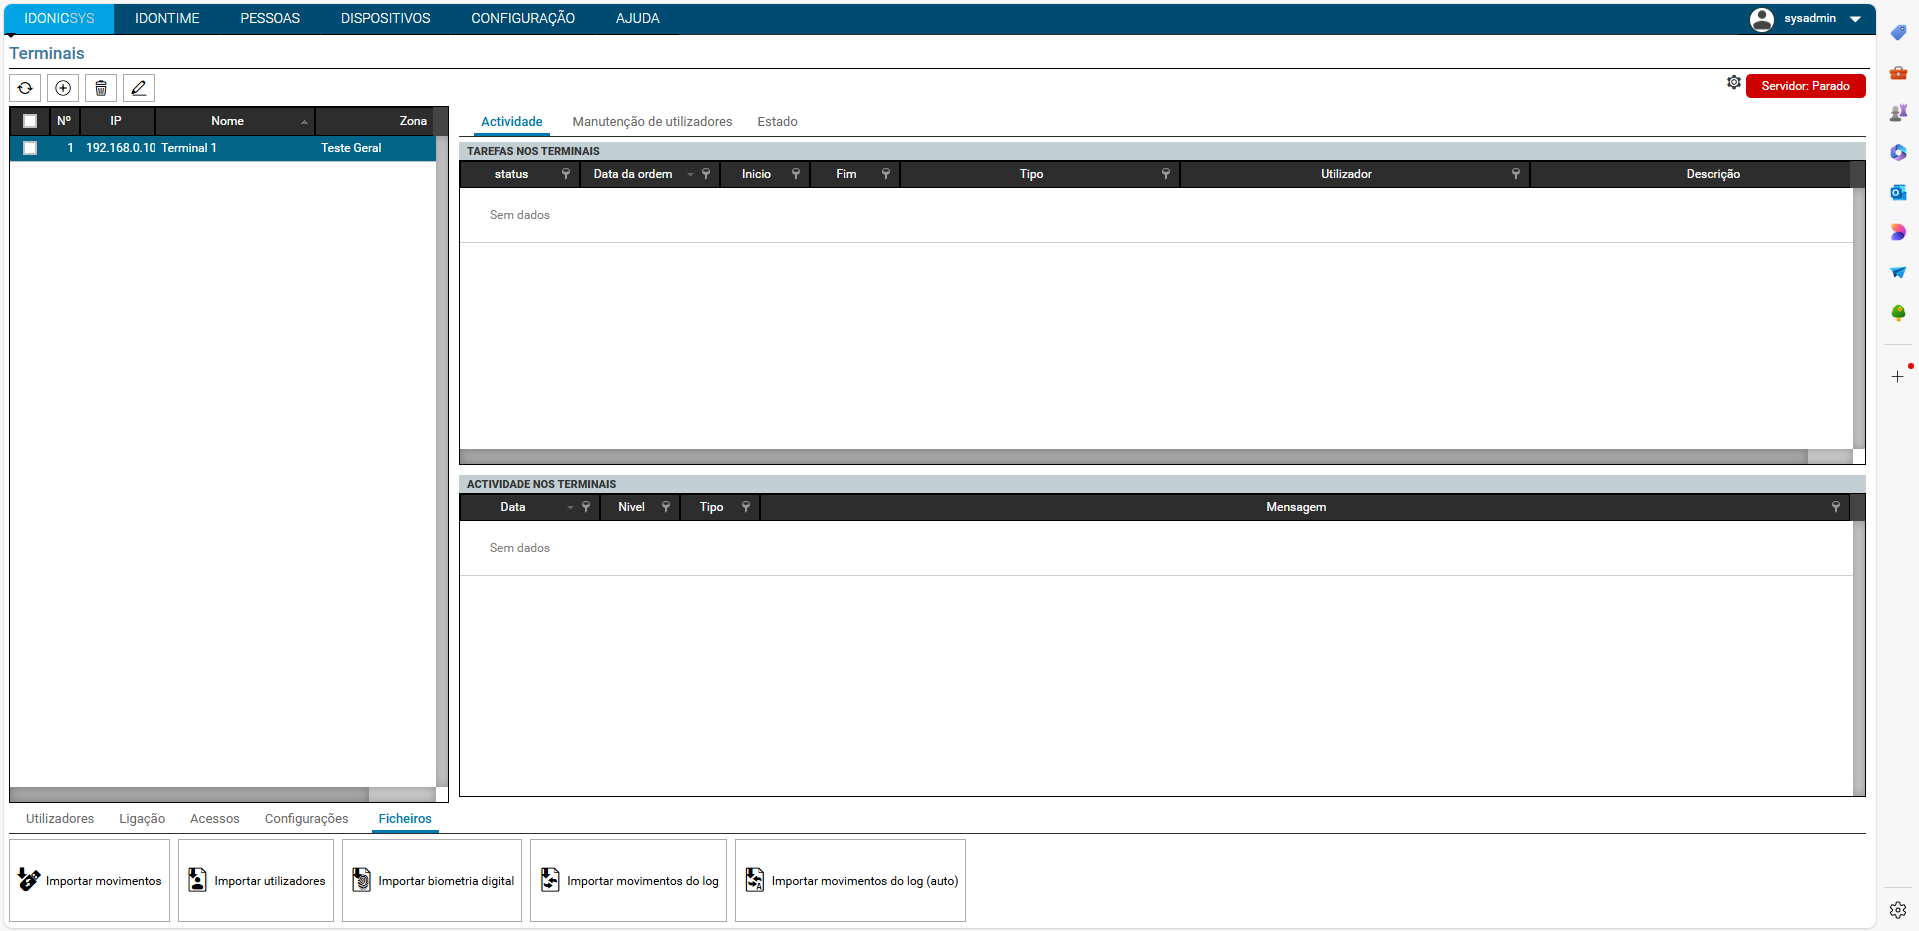 IDONICSYS IDONTIME PESSOAS DISPOSITIVOS CONFIGURAÇÃO AJUDA sysadmin
Terminais
Servidor: Parado
Nº IP Nome Zona
1 192.168.0.10 Terminal 1 Teste Geral
Actividade Manutenção de utilizadores Estado
TAREFAS NOS TERMINAIS
status Data da ordem Inicio Fim Tipo Utilizador Descrição
Sem dados
ACTIVIDADE NOS TERMINAIS
Data Nivel Tipo Mensagem
Sem dados
Utilizadores Ligação Acessos Configurações Ficheiros
Importar movimentos Importar utilizadores Importar biometria digital Importar movimentos do log Importar movimentos do log (auto)